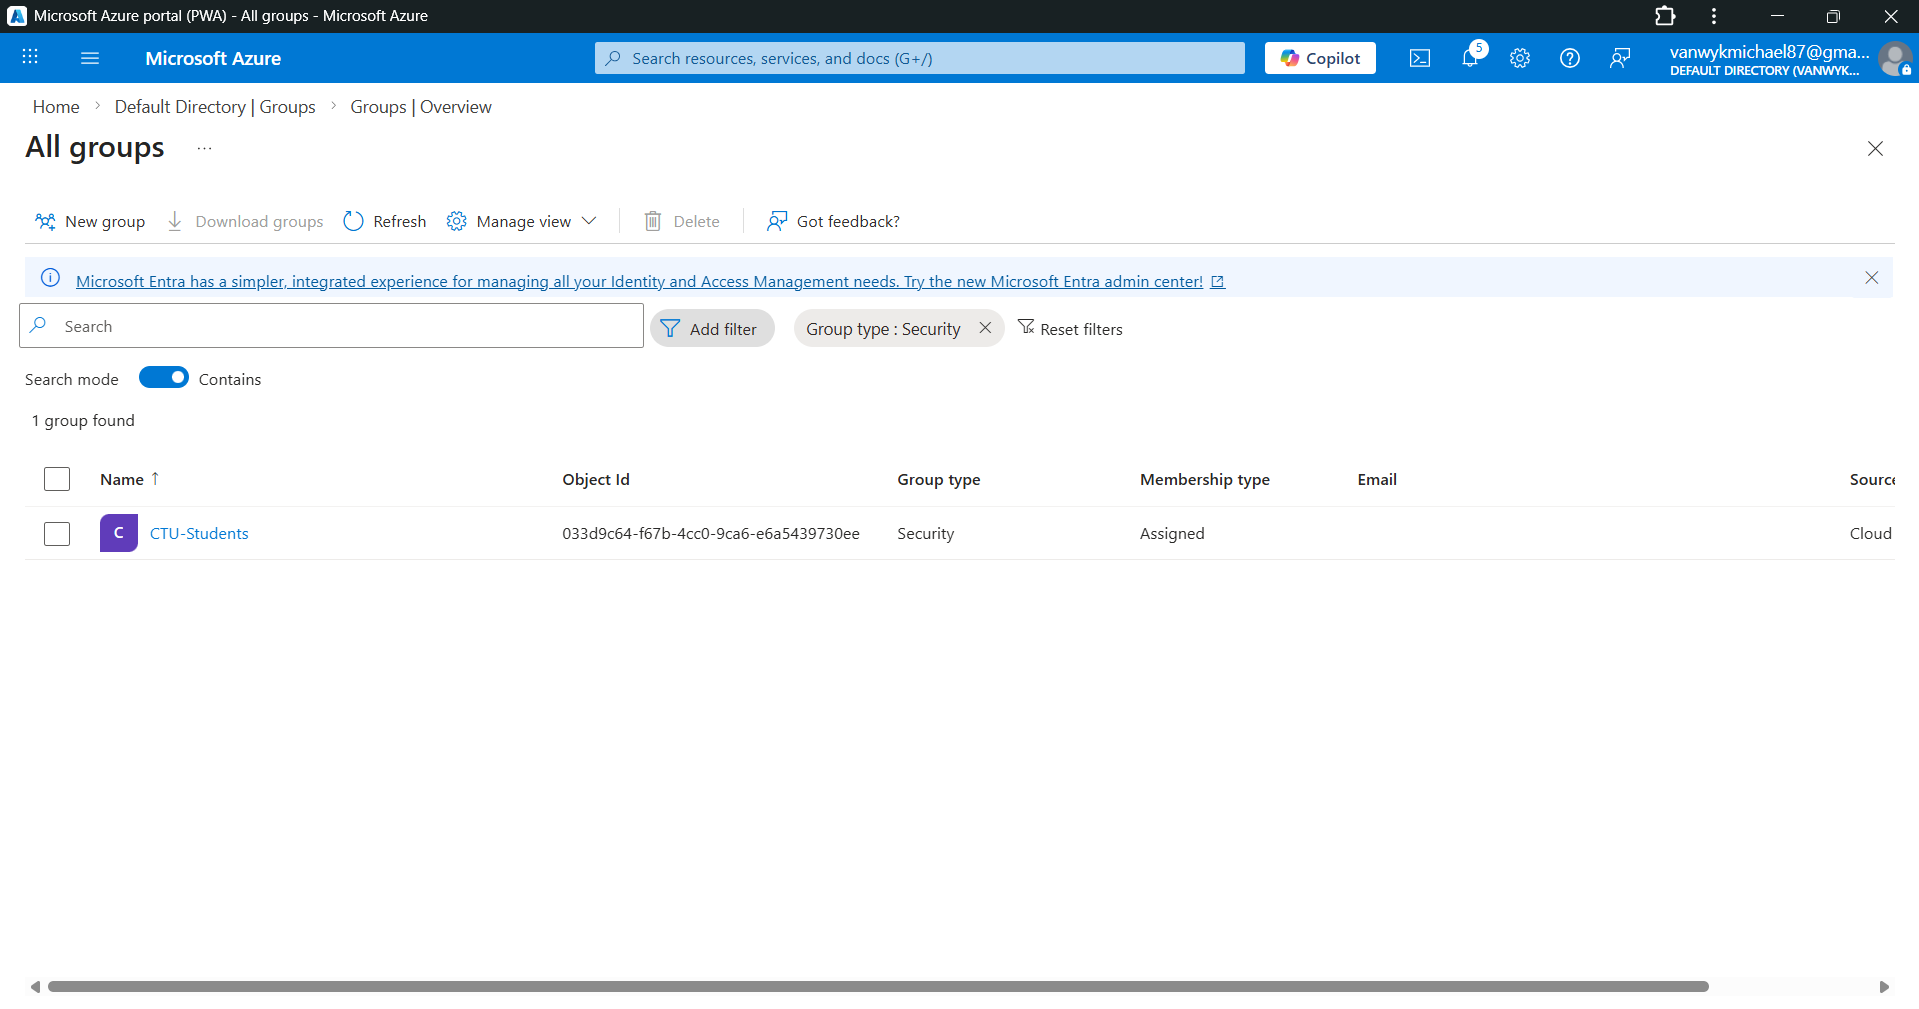 Microsoft Azure portal (PWA) - All groups - Microsoft Azure
Microsoft Azure
Search resources, services, and docs (G+/)
Copilot
5
vanwykmichael87@gma...
DEFAULT DIRECTORY (VANWYK...
Home > Default Directory | Groups > Groups | Overview
All groups ...
New group
Download groups
Refresh
Manage view
Delete
Got feedback?
Microsoft Entra has a simpler, integrated experience for managing all your Identity and Access Management needs. Try the new Microsoft Entra admin center!
Search
Add filter
Group type : Security
Reset filters
Search mode
Contains
1 group found
Name ↑ Object Id Group type Membership type Email Source
C CTU-Students 033d9c64-f67b-4cc0-9ca6-e6a5439730ee Security Assigned Cloud